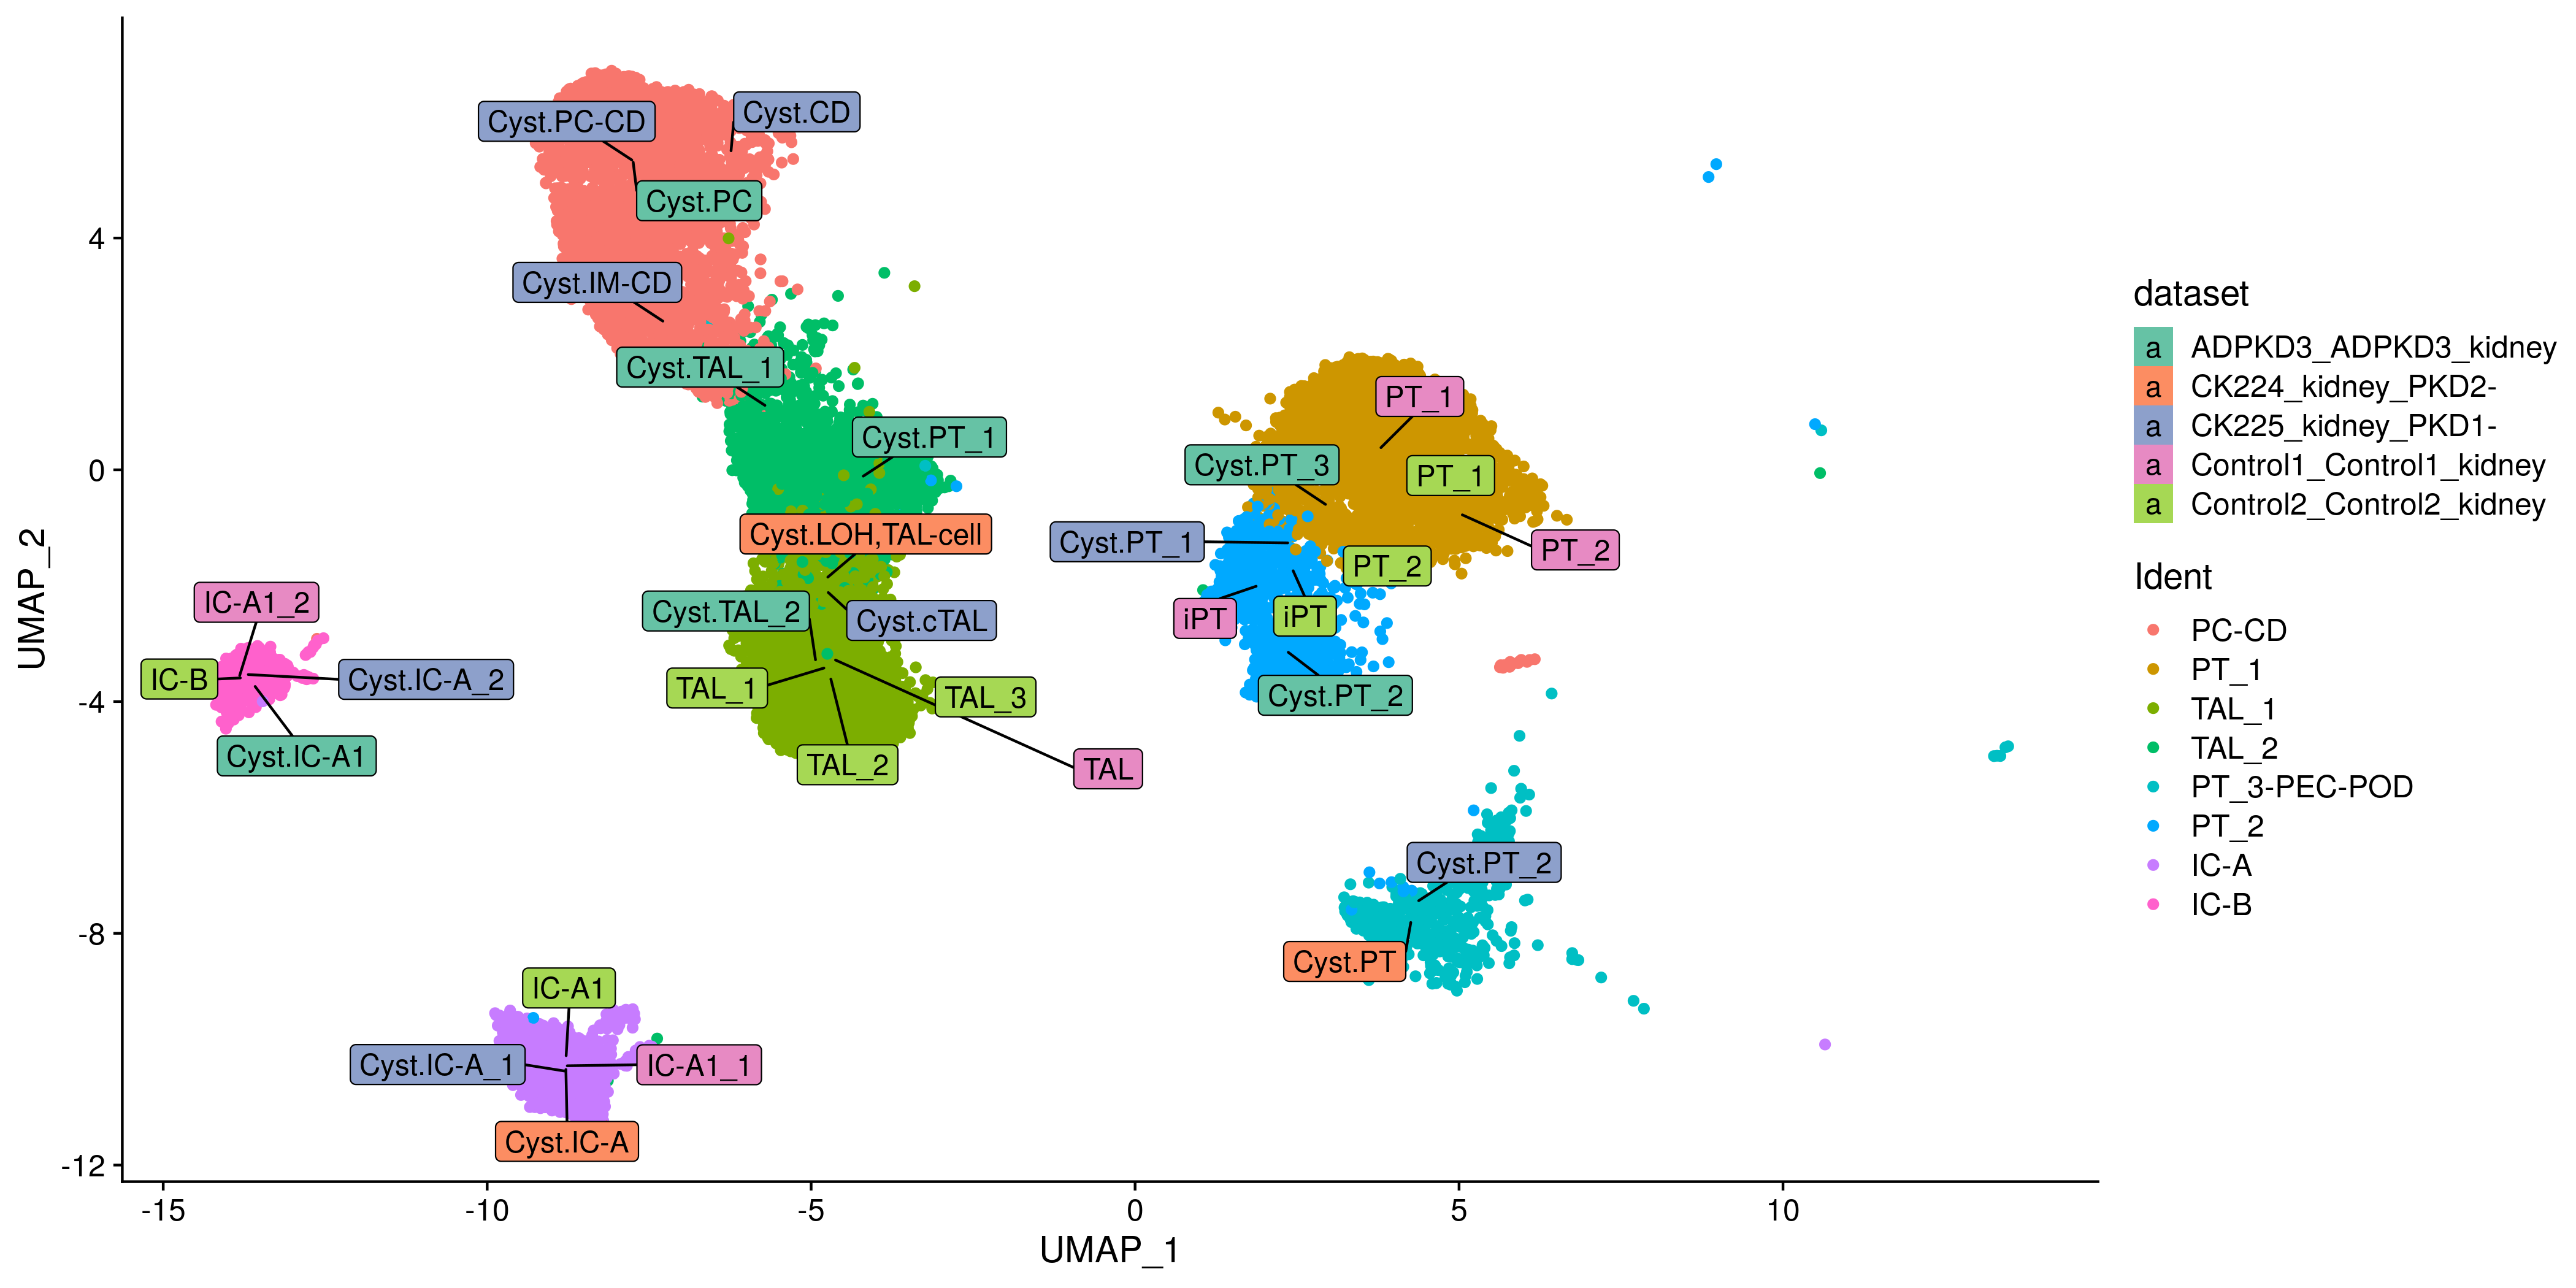 Cyst.CD
Cyst.PC-CD
Cyst.PC
4
Cyst.IM-CD
Cyst.TAL_1
PT_1
Cyst.PT_1
Cyst.PT_3
0
PT_1
Cyst.LOH,TAL-cell
Cyst.PT_1
PT_2
PT_2
UMAP_2
IC-A1_2
Cyst.TAL_2
Cyst.cTAL
iPT
iPT
IC-B
Cyst.IC-A_2
TAL_1
TAL_3
Cyst.PT_2
-4
Cyst.IC-A1
TAL_2
TAL
Cyst.PT_2
-8
Cyst.PT
IC-A1
Cyst.IC-A_1
IC-A1_1
Cyst.IC-A
-12
-15
-10
-5
0
5
10
UMAP_1
dataset
a ADPKD3_ADPKD3_kidney
a CK224_kidney_PKD2-
a CK225_kidney_PKD1-
a Control1_Control1_kidney
a Control2_Control2_kidney
Ident
PC-CD
PT_1
TAL_1
TAL_2
PT_3-PEC-POD
PT_2
IC-A
IC-B